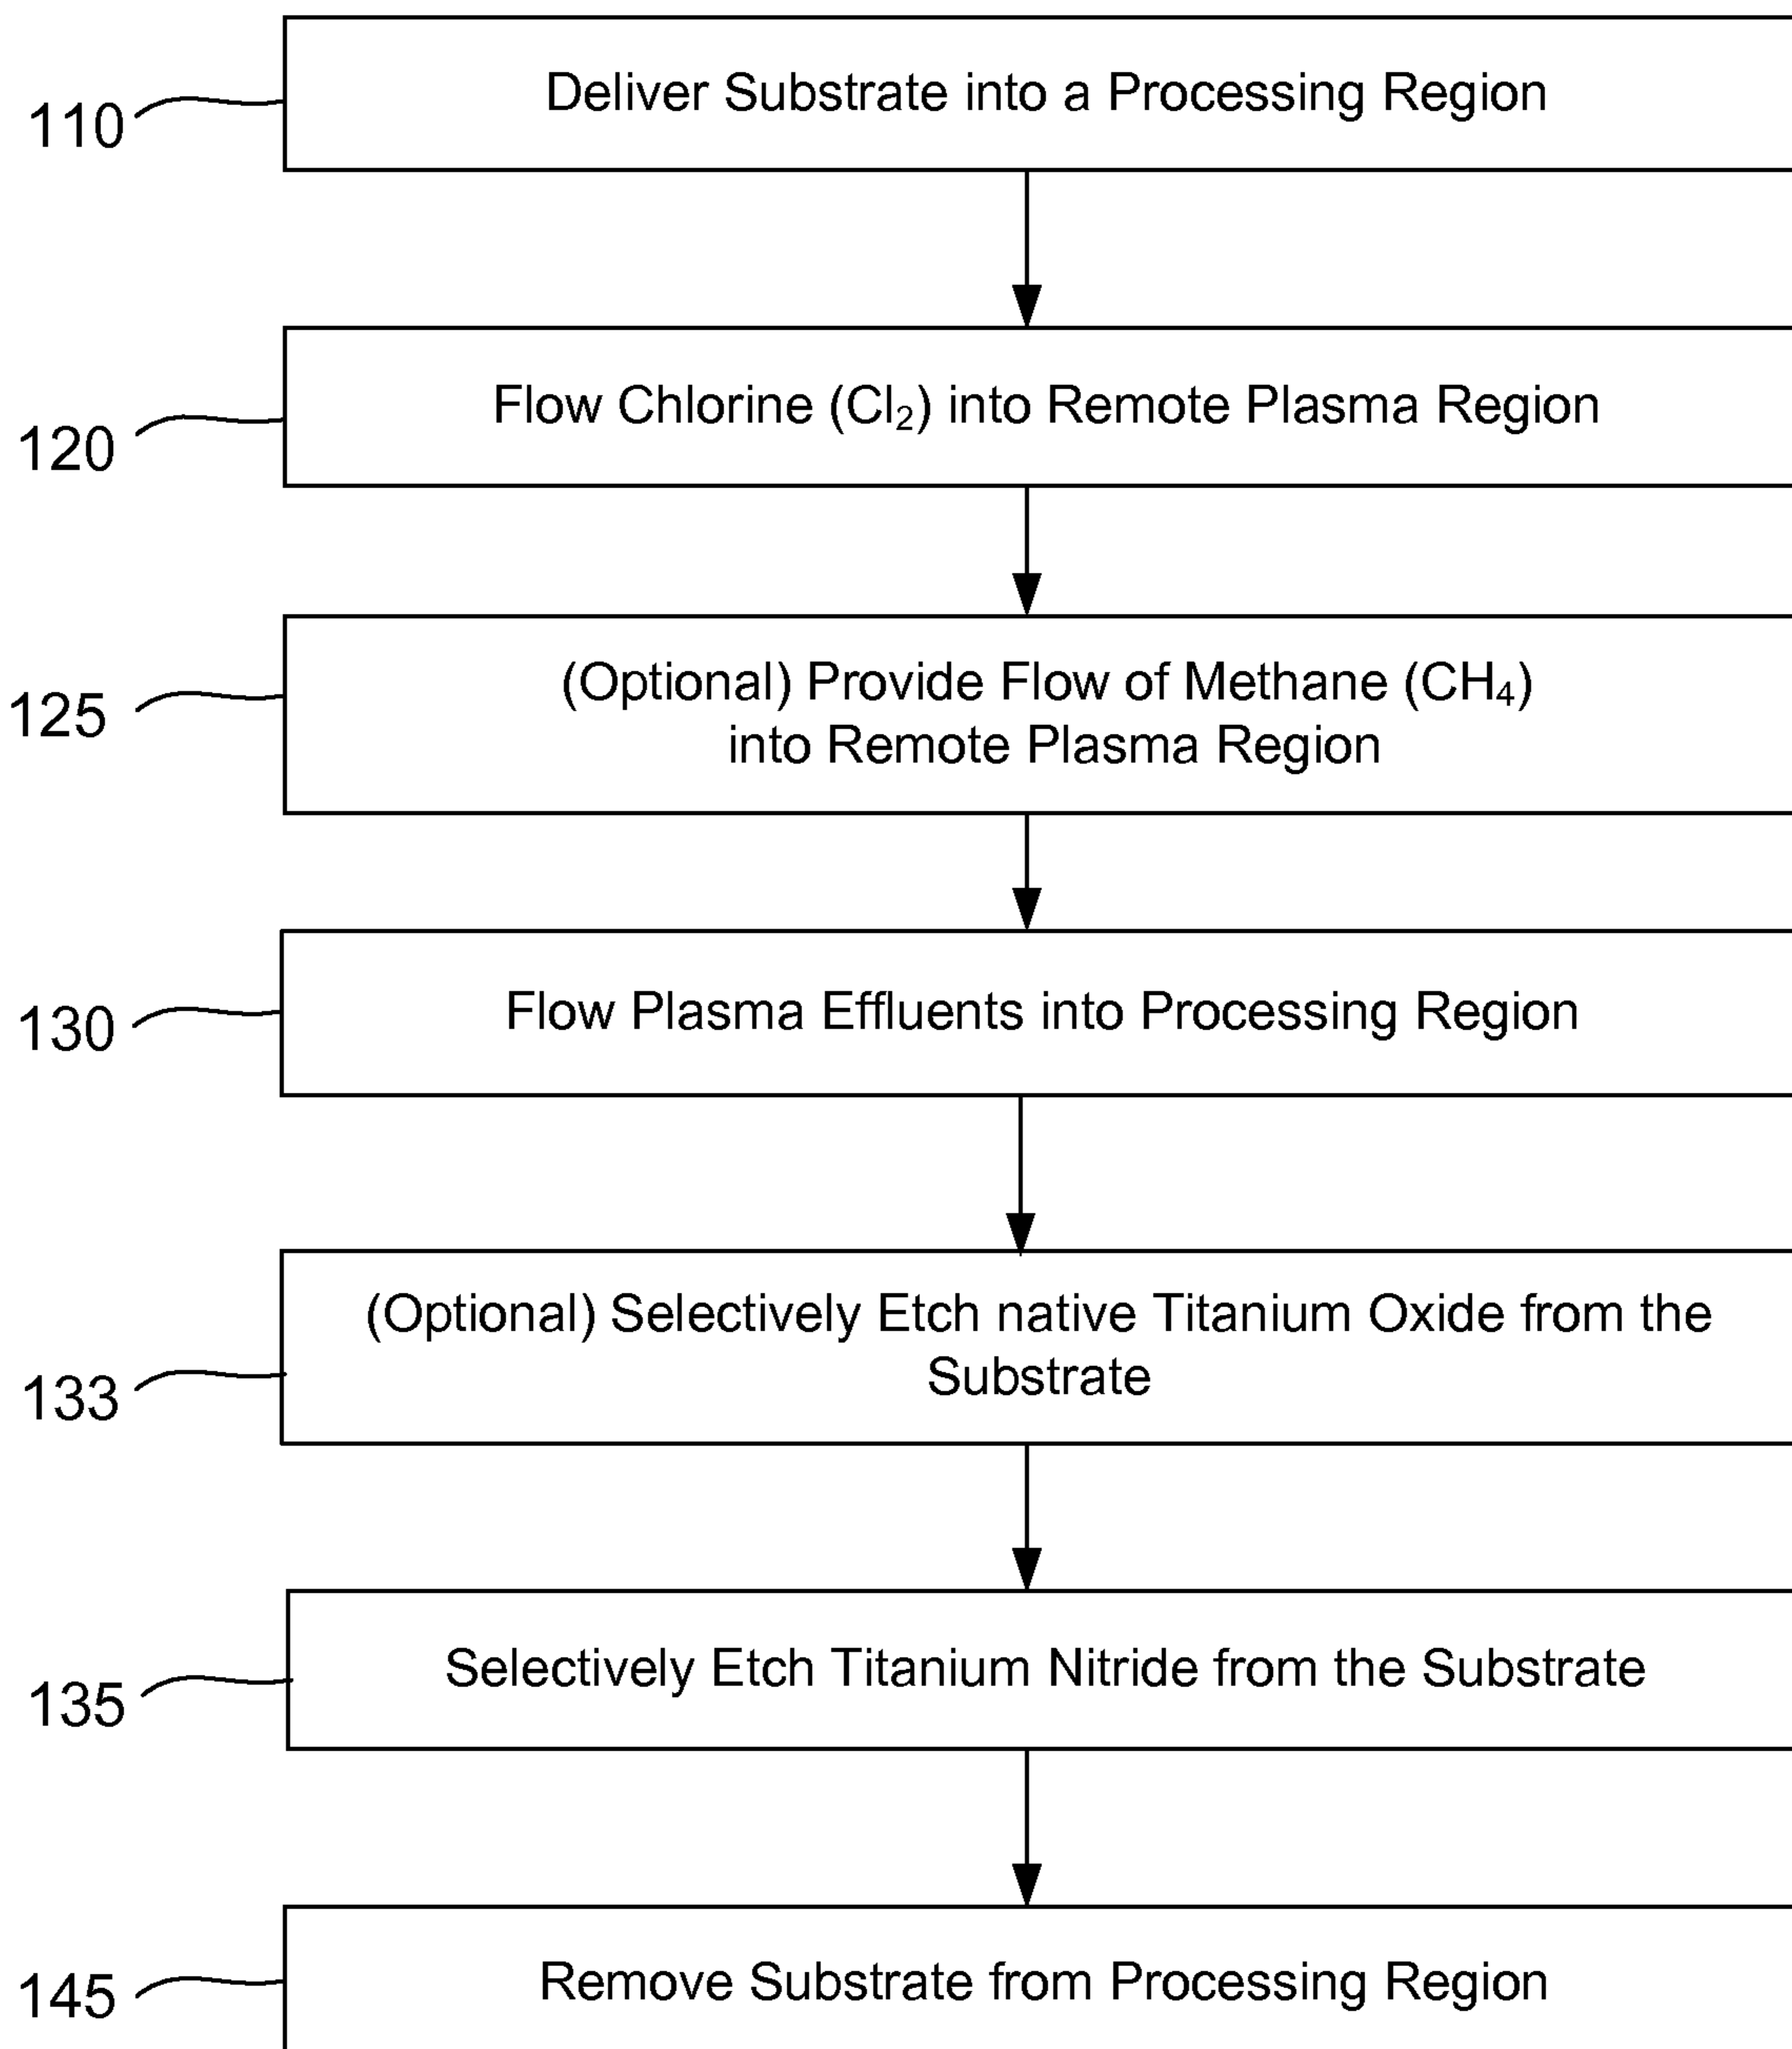 110
Deliver Substrate into a Processing Region
120
Flow Chlorine (Cl₂) into Remote Plasma Region
125
(Optional) Provide Flow of Methane (CH₄)
into Remote Plasma Region
130
Flow Plasma Effluents into Processing Region
133
(Optional) Selectively Etch native Titanium Oxide from the
Substrate
135
Selectively Etch Titanium Nitride from the Substrate
145
Remove Substrate from Processing Region